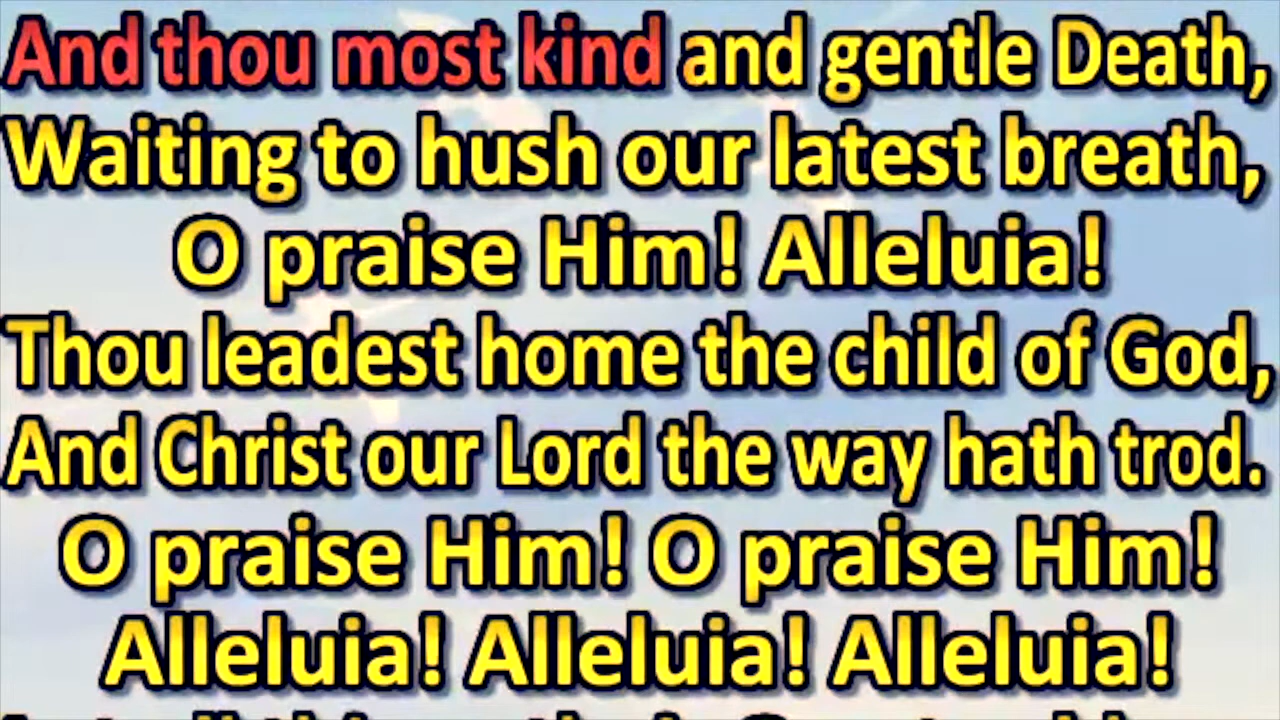 And thou most kind and gentle Death,
Waiting to hush our latest breath,
O praise Him! Alleluia!
Thou leadest home the child of God,
And Christ our Lord the way hath trod.
O praise Him! O praise Him!
Alleluia! Alleluia! Alleluia!